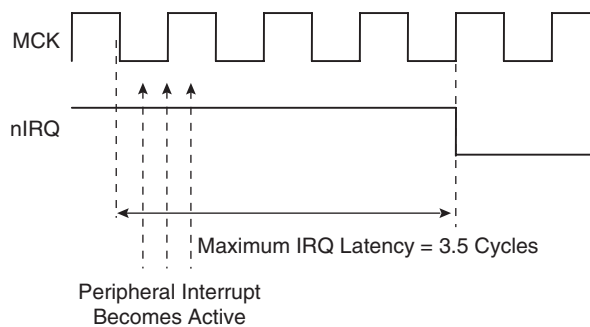 MCK
nIRQ
Maximum IRQ Latency = 3.5 Cycles
Peripheral Interrupt
Becomes Active